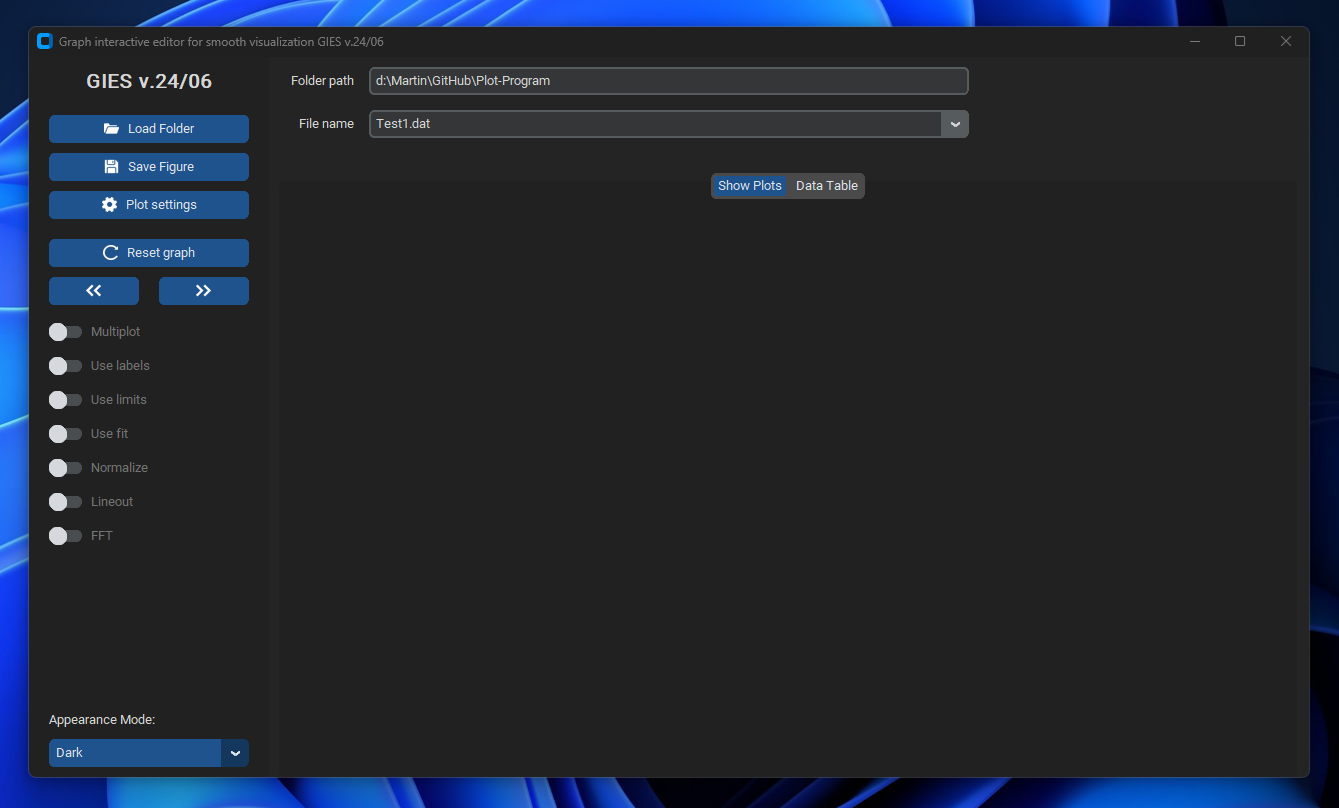 Graph interactive editor for smooth visualization GIES v.24/06
GIES v.24/06
Load Folder
Save Figure
Plot settings
Reset graph
Multiplot
Use labels
Use limits
Use fit
Normalize
Lineout
FFT
Appearance Mode:
Dark
Folder path d:\Martin\GitHub\Plot-Program
File name Test1.dat
Show Plots Data Table